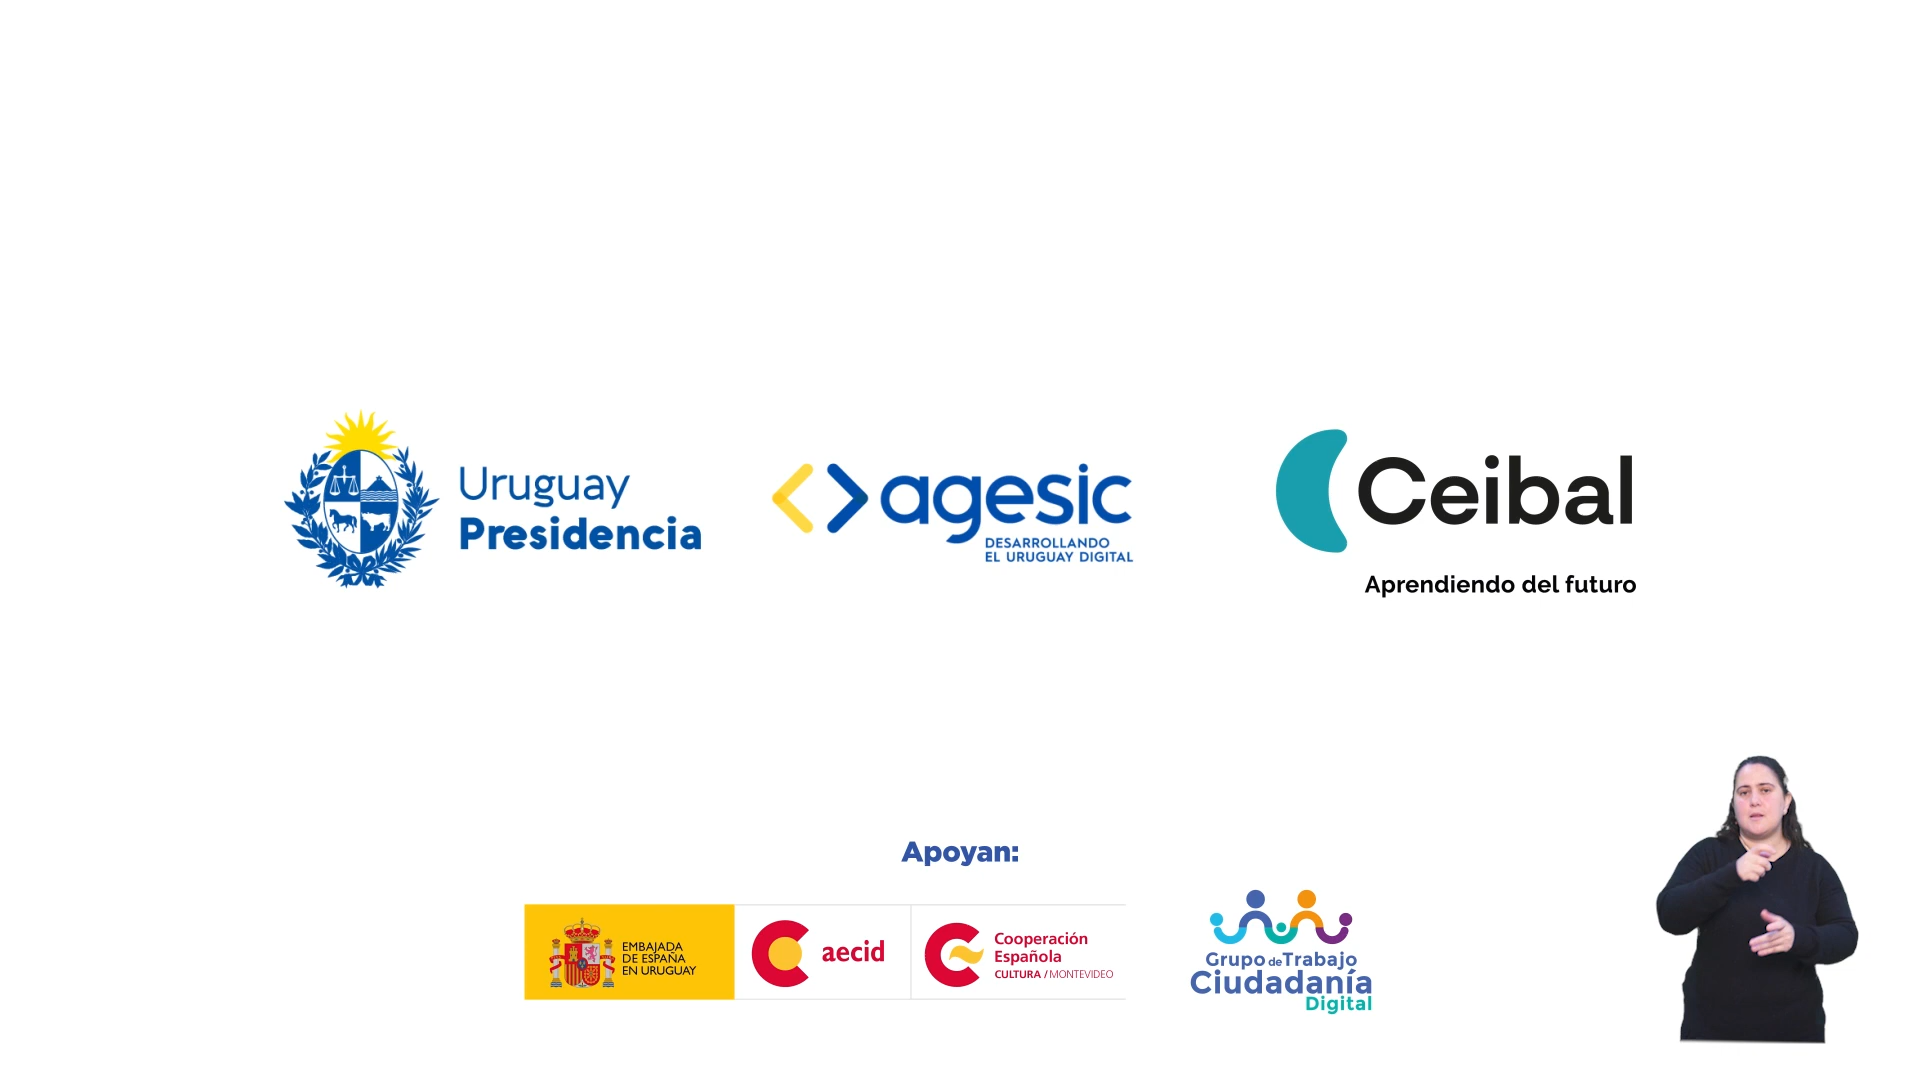 Uruguay
Presidencia
agesic
DESARROLLANDO
EL URUGUAY DIGITAL
Ceibal
Aprendiendo del futuro
Apoyan:
EMBAJADA
DE ESPAÑA
EN URUGUAY
aecid
Cooperación
Española
CULTURA / MONTEVIDEO
Grupo de Trabajo
Ciudadanía
Digital